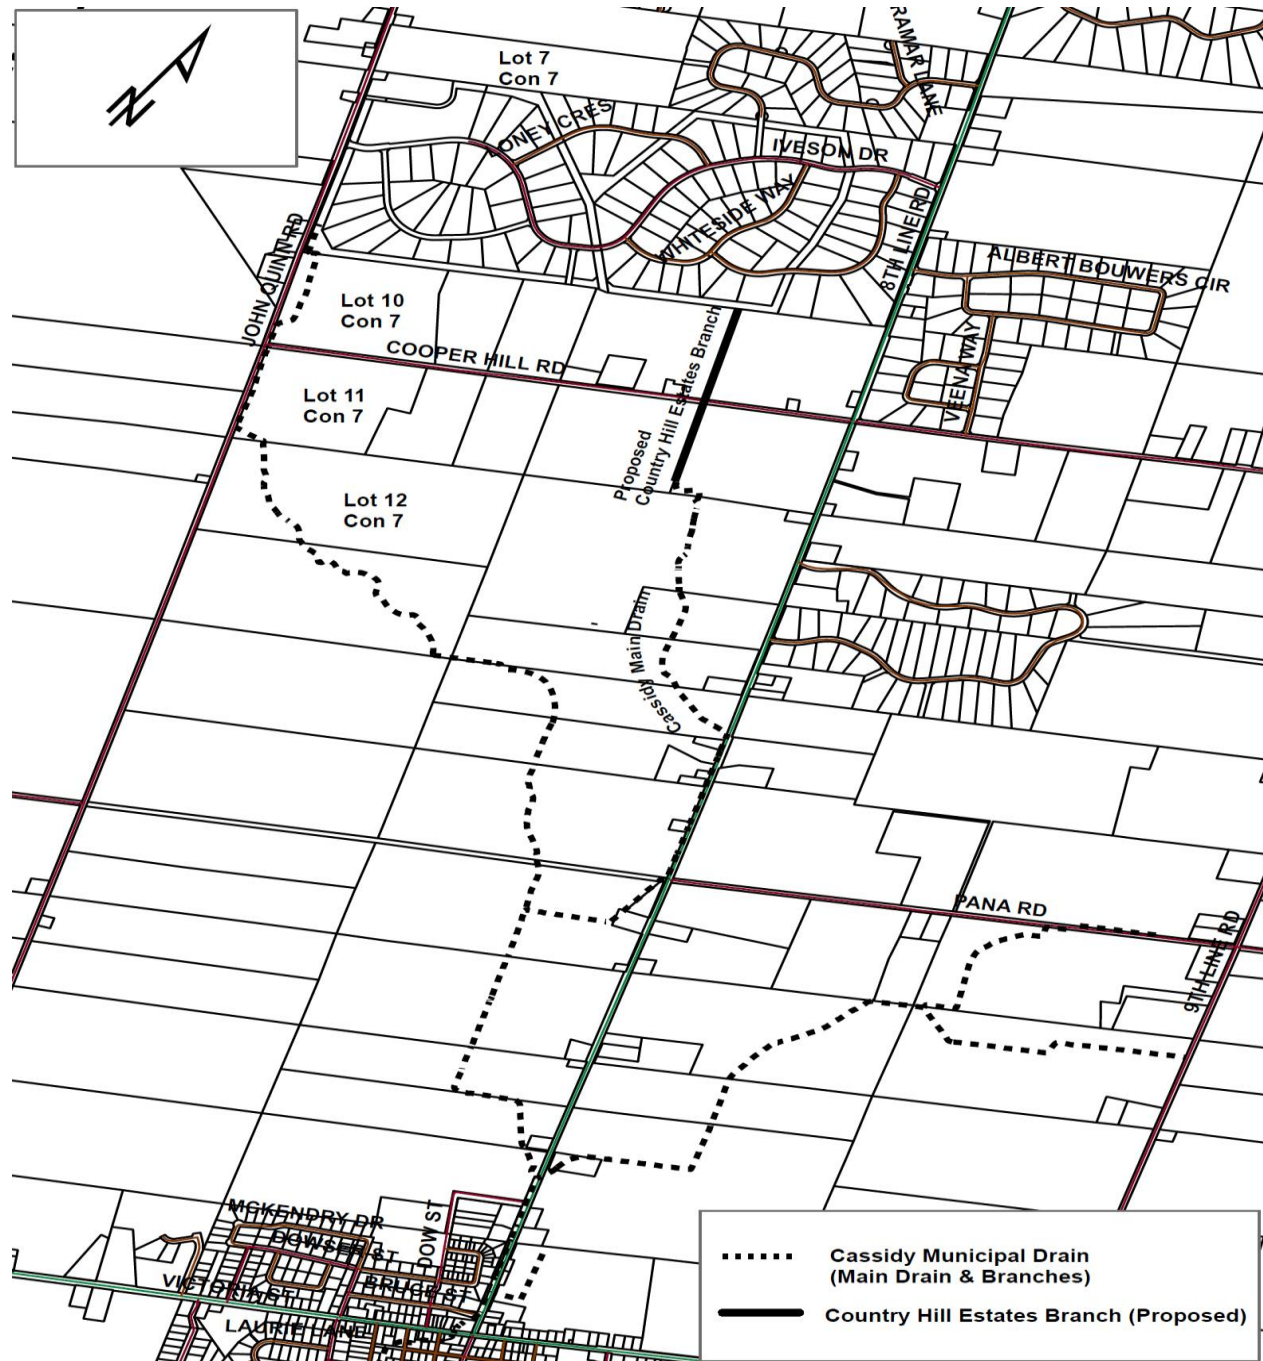 N
Lot 7
Con 7
RAMAR LANE
LONEY CRES
IVESON DR
WHITESIDE WAY
8TH LINE RD
ALBERT BOUWERS CIR
JOHN QUINN RD
Lot 10
Con 7
COOPER HILL RD
Proposed
Country Hill Estates Branch
VEENA WAY
Lot 11
Con 7
Lot 12
Con 7
Cassidy Main Drain
PANA RD
9TH LINE RD
MCKENDRY DR
DOWSER ST
DOW ST
VICTORIA ST
BRUCE ST
LAURIE LANE
Cassidy Municipal Drain
(Main Drain & Branches)
Country Hill Estates Branch (Proposed)